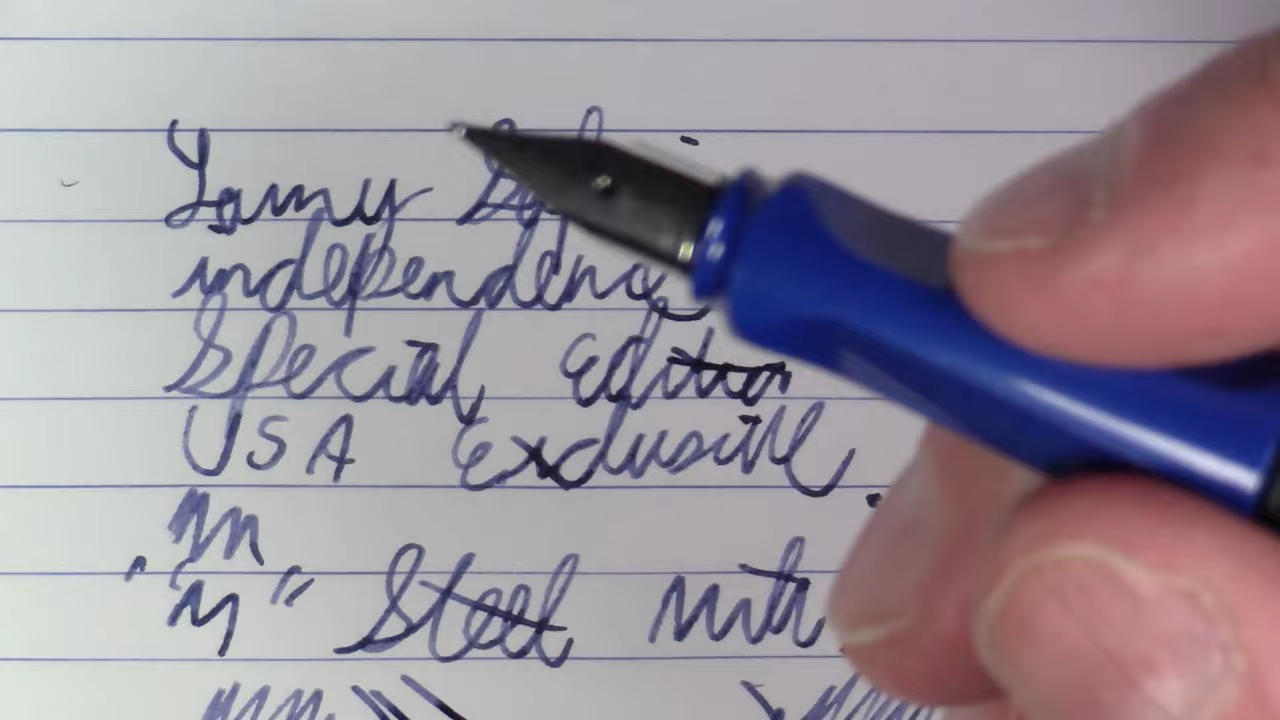 Lamy
independence
Special Edition
USA Exclusive
"M" Steel nib